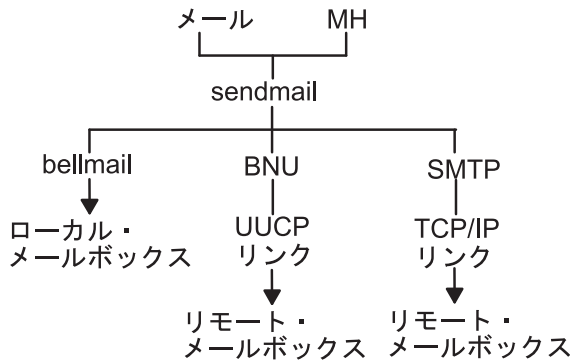 メール MH
sendmail
bellmail BNU SMTP
ローカル・
メールボックス
UUCP
リンク
TCP/IP
リンク
リモート・
メールボックス
リモート・
メールボックス